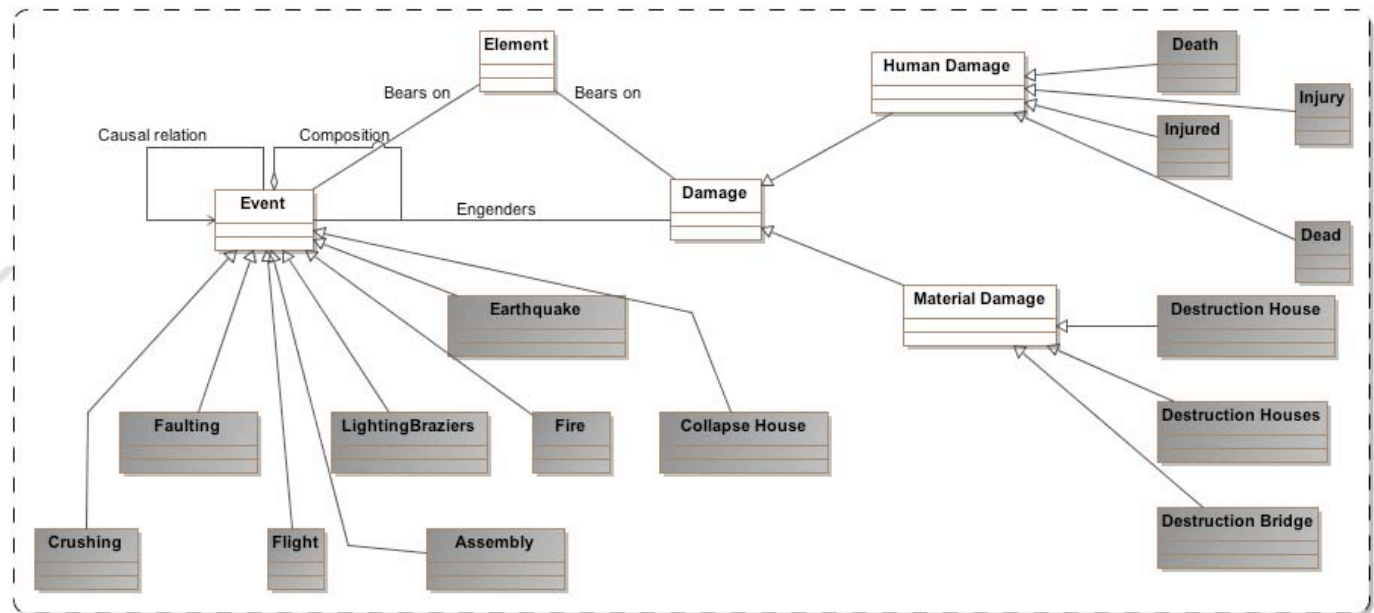 Element
Human Damage
Death
Injury
Bears on
Bears on
Causal relation
Composition
Injured
Event
Damage
Engenders
Dead
Earthquake
Material Damage
Destruction House
Faulting
LightingBraziers
Fire
Collapse House
Destruction Houses
Crushing
Flight
Assembly
Destruction Bridge